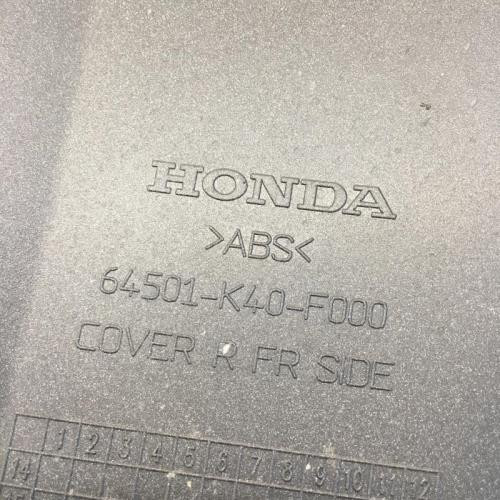 HONDA
>ABS<
64501-K40-F000
COVER R FR SIDE
1 2 3 4 5 6 7 8 9 10 11 12
14